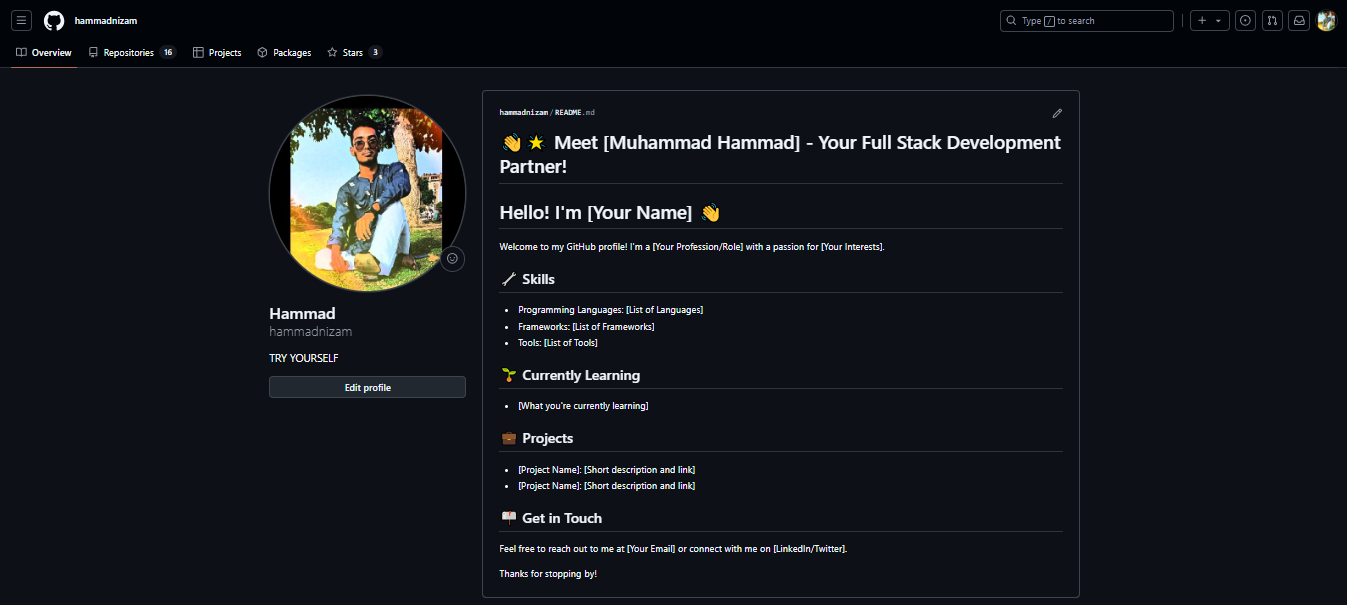 hammadnizam
Type / to search
Overview
Repositories 16
Projects
Packages
Stars 3
hammadnizam/README.md
👋 🌟 Meet [Muhammad Hammad] - Your Full Stack Development
Partner!
Hello! I'm [Your Name] 👋
Welcome to my GitHub profile! I'm a [Your Profession/Role] with a passion for [Your Interests].
🔧 Skills
• Programming Languages: [List of Languages]
• Frameworks: [List of Frameworks]
• Tools: [List of Tools]
🌱 Currently Learning
• [What you're currently learning]
💼 Projects
• [Project Name]: [Short description and link]
• [Project Name]: [Short description and link]
📬 Get in Touch
Feel free to reach out to me at [Your Email] or connect with me on [LinkedIn/Twitter].
Thanks for stopping by!
Hammad
hammadnizam
TRY YOURSELF
Edit profile